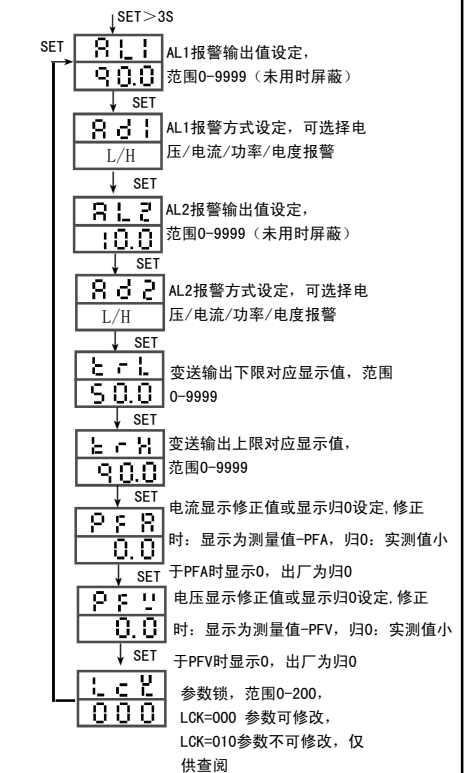 SET＞3S
SET
AL1
90.0
AL1报警输出值设定，
范围0-9999（未用时屏蔽）
SET
Ad1
L/H
AL1报警方式设定，可选择电
压/电流/功率/电度报警
SET
AL2
10.0
AL2报警输出值设定，
范围0-9999（未用时屏蔽）
SET
Ad2
L/H
AL2报警方式设定，可选择电
压/电流/功率/电度报警
SET
trL
50.0
变送输出下限对应显示值，范围
0-9999
SET
trH
90.0
变送输出上限对应显示值，
范围0-9999
SET
PFA
0.0
电流显示修正值或显示归0设定,修正
时：显示为测量值-PFA，归0：实测值小
于PFA时显示0，出厂为归0
SET
PFV
0.0
电压显示修正值或显示归0设定,修正
时：显示为测量值-PFV，归0：实测值小
于PFV时显示0，出厂为归0
SET
LcK
000
参数锁，范围0-200，
LCK=000 参数可修改，
LCK=010参数不可修改，仅
供查阅